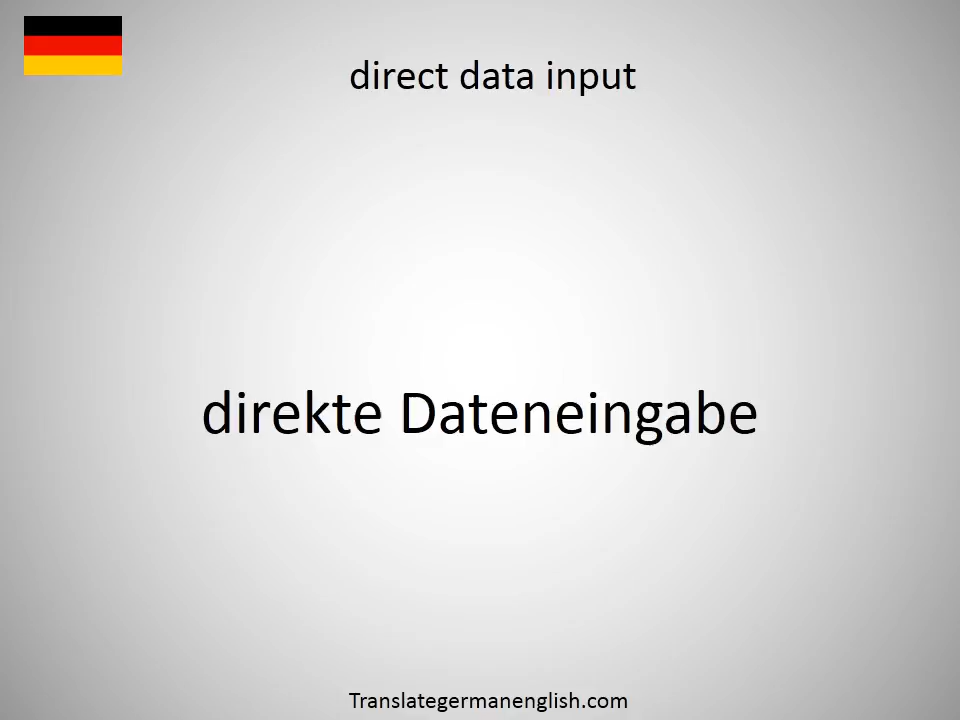 direct data input
direkte Dateneingabe
Translategermanenglish.com